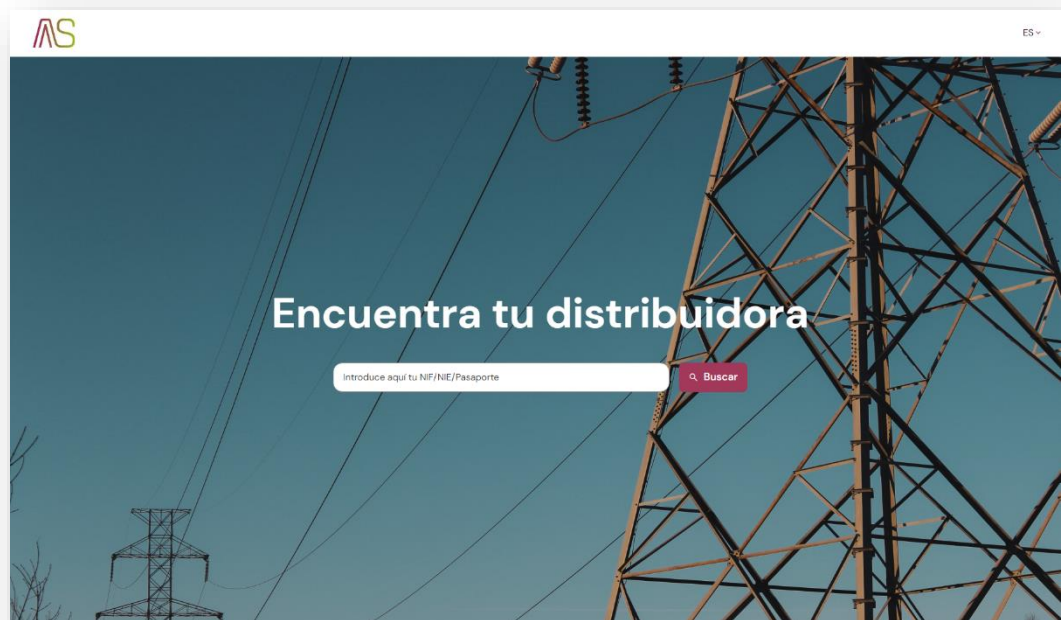 AS
ES
Encuentra tu distribuidora
Introduce aquí tu NIF/NIE/Pasaporte
Buscar